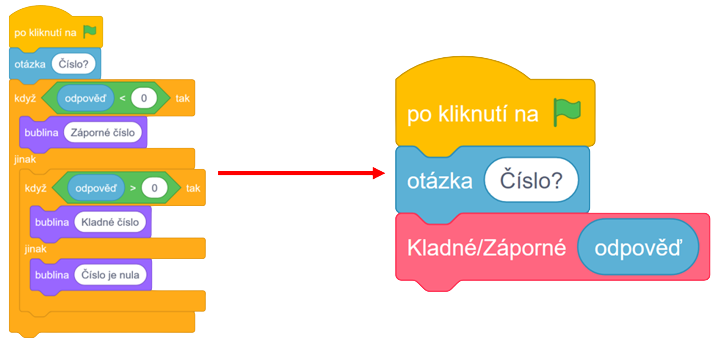 po kliknutí na
otázka Číslo?
když odpověď < 0 tak
bublina Záporné číslo
jinak
když odpověď > 0 tak
bublina Kladné číslo
jinak
bublina Číslo je nula
po kliknutí na
otázka Číslo?
Kladné/Záporné odpověď